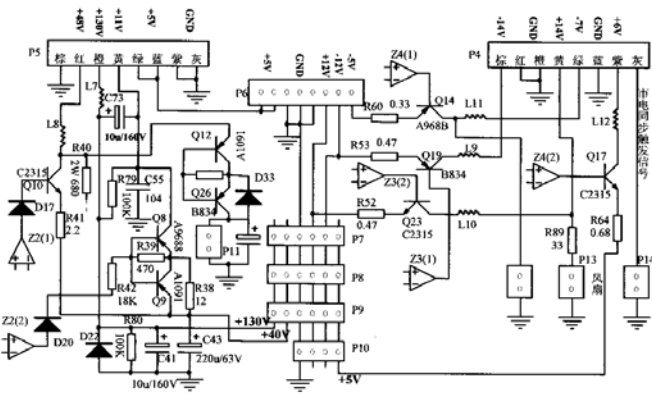 +48V
+130V
+11V
+5V
GND
P5
棕 红 橙 黄 绿 蓝 紫 灰
-14V
GND
+14V
-7V
GND
+6V
P4
棕 红 橙 黄 绿 蓝 紫 灰
+5V
GND
+12V
-12V
-5V
P6
Z4(1)
Q14
A968B
R60 0.33
L11
L12
市电同步触发信号
L7
C73
10u/160V
L8
R40
2W 680
C2315
Q10
D17
Z2(1)
R41
2.2
R79
100K
C55
104
Q12
A1091
Q26
B834
D33
P11
R53 0.47
Q19
B834
L9
Z3(2)
R52
0.47
Q23
C2315
L10
Z3(1)
Z4(2)
Q17
C2315
R64
0.68
R89
33
P13
风扇
P14
Q8
A9688
R39
470
A1091
Q9
R42
18K
R38
12
P7
P8
P9
P10
Z2(2)
D20
D22
R80
100K
C41
10u/160V
C43
220u/63V
+130V
+40V
+5V